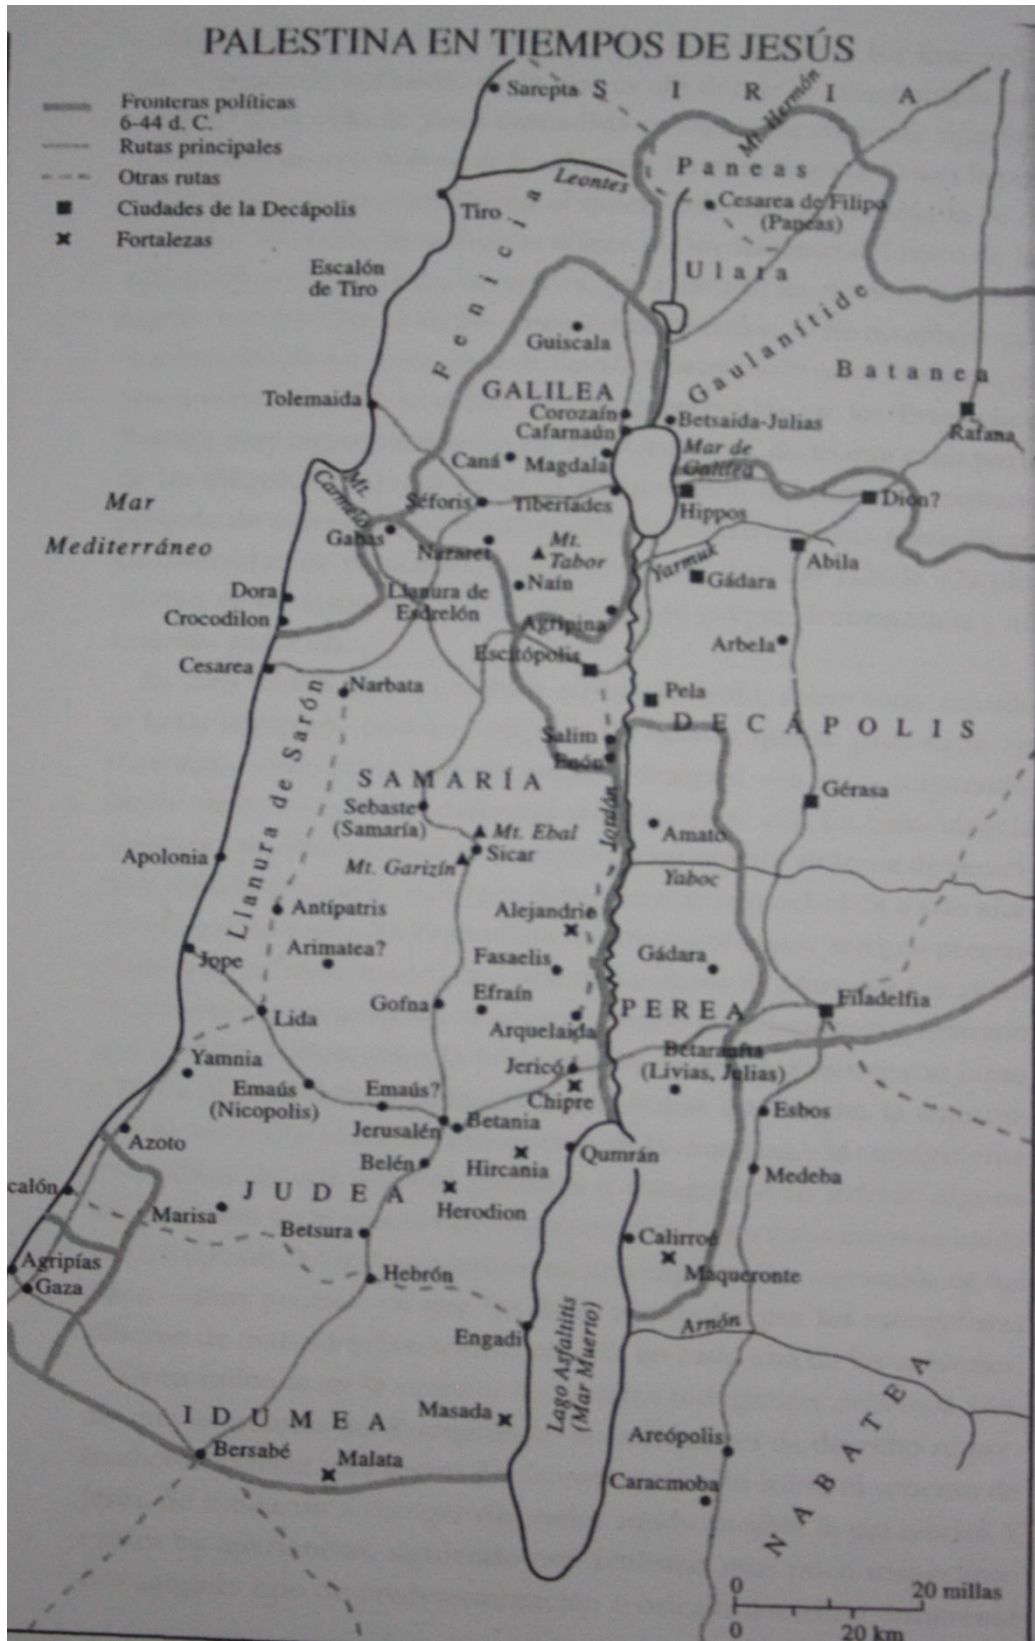 PALESTINA EN TIEMPOS DE JESÚS
Fronteras políticas
6-44 d. C.
Rutas principales
Otras rutas
Ciudades de la Decápolis
Fortalezas
Sarepta
SIRIA
Mt. Hermón
Paneas
Leontes
Cesarea de Filipo
(Paneas)
Tiro
Fenicia
Escalón
de Tiro
Ulata
Gaulanítide
Guiscala
Batanea
GALILEA
Tolemaida
Corozaín
Betsaida-Julias
Cafarnaún
Rafana
Mar de
Galilea
Caná
Magdala
Mt.
Carmelo
Mar
Mediterráneo
Séforis
Tiberíades
Hippos
Dión?
Gabas
Nazaret
Mt.
Tabor
Yarmuk
Abila
Gádara
Naín
Dora
Llanura de
Esdrelón
Crocodilon
Agripina
Arbela
Escitópolis
Cesarea
Narbata
Pela
DECÁPOLIS
Llanura de Sarón
Salim
Enón
SAMARÍA
Gérasa
Sebaste
(Samaría)
Jordán
Mt. Ebal
Amato
Sicar
Mt. Garizín
Apolonia
Yaboc
Antípatris
Alejandrio
Arimatea?
Jope
Fasaelis
Gádara
Gofna
Efraín
Filadelfia
Lida
PEREA
Arquelaida
Yamnia
Betaramta
(Livias, Julias)
Jericó
Emaús
(Nicopolis)
Emaús?
Chipre
Esbos
Jerusalén
Betania
Azoto
Belén
Hircania
Qumrán
Medeba
calón
JUDEA
Marisa
Herodion
Betsura
Calirroé
Agripías
Gaza
Hebrón
Maqueronte
Engadí
Arnón
Lago Asfaltitis
(Mar Muerto)
IDUMEA
Masada
NABATEA
Areópolis
Bersabé
Malata
Caracmoba
0 20 millas
0 20 km